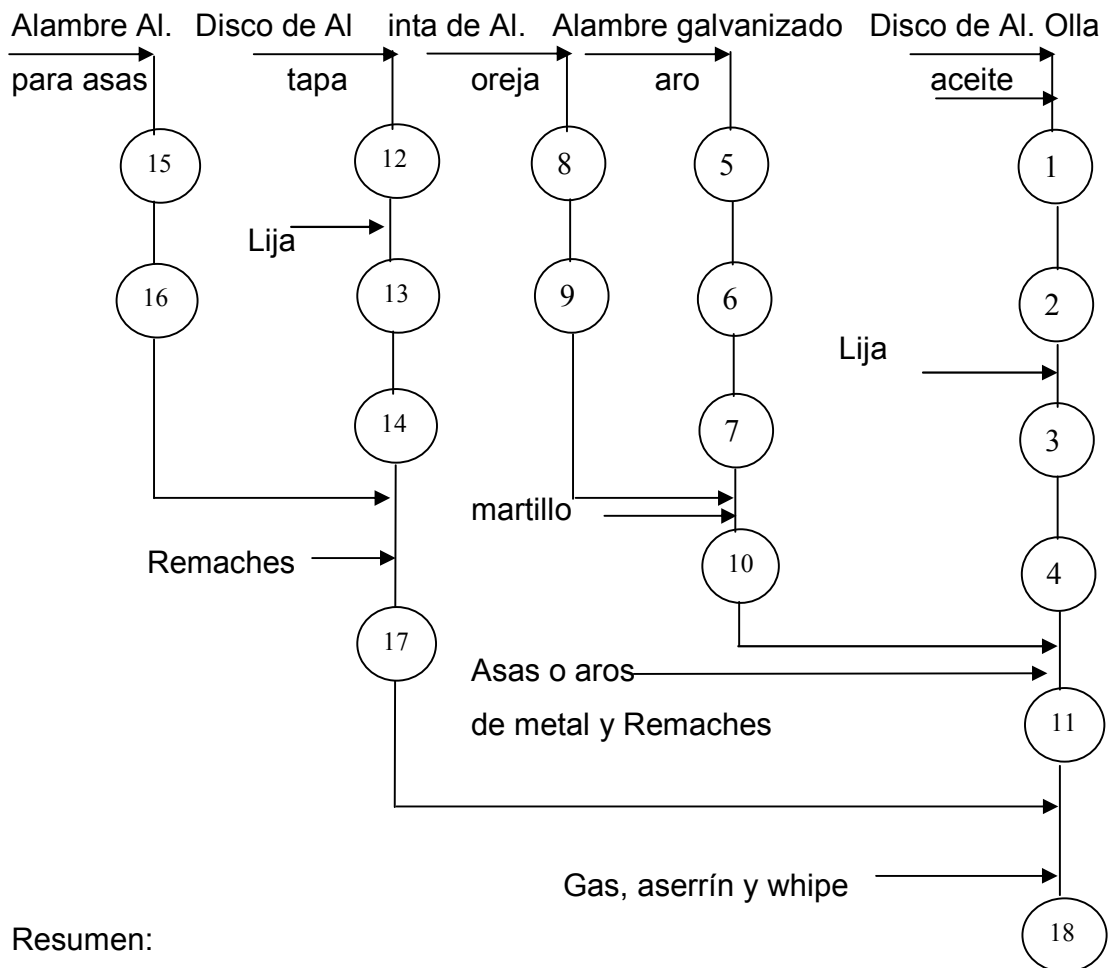 Alambre Al. Disco de Al inta de Al. Alambre galvanizado Disco de Al. Olla
para asas tapa oreja aro aceite
15 12 8 5 1
Lija
16 13 9 6 2
Lija
14 7 3
martillo
Remaches 10 4
17
Asas o aros
de metal y Remaches 11
Gas, aserrín y whipe
Resumen: 18